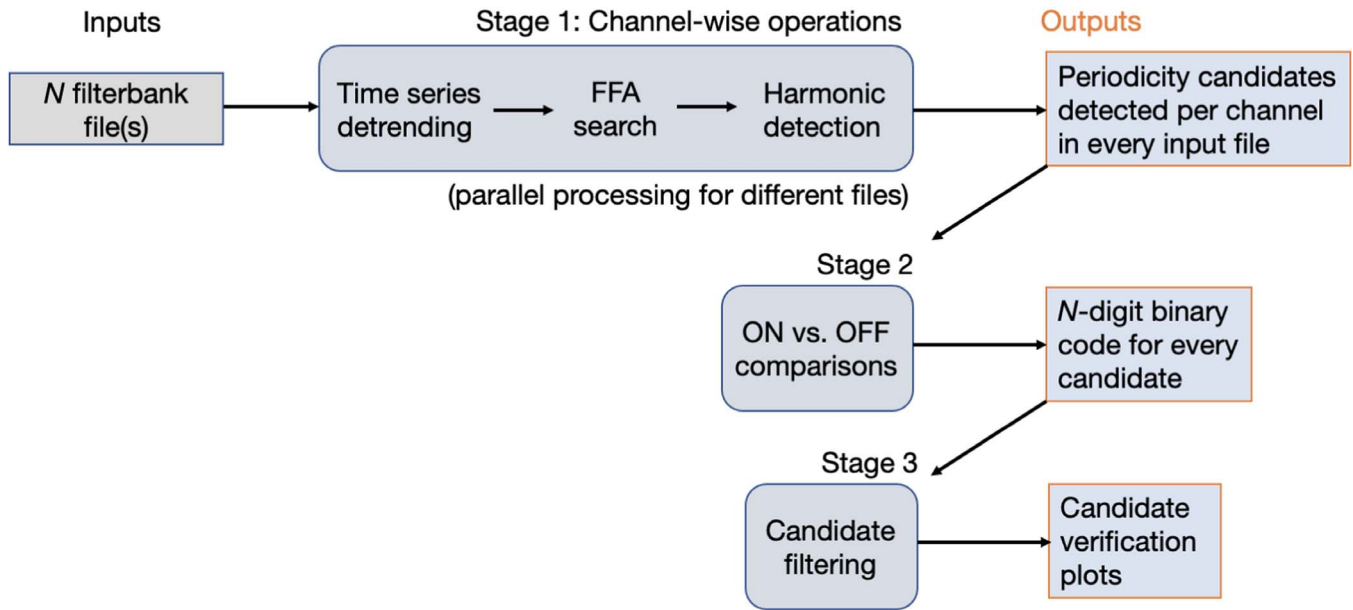 Inputs
Stage 1: Channel-wise operations
Outputs
N filterbank
file(s)
Time series
detrending
FFA
search
Harmonic
detection
Periodicity candidates
detected per channel
in every input file
(parallel processing for different files)
Stage 2
ON vs. OFF
comparisons
N-digit binary
code for every
candidate
Stage 3
Candidate
filtering
Candidate
verification
plots